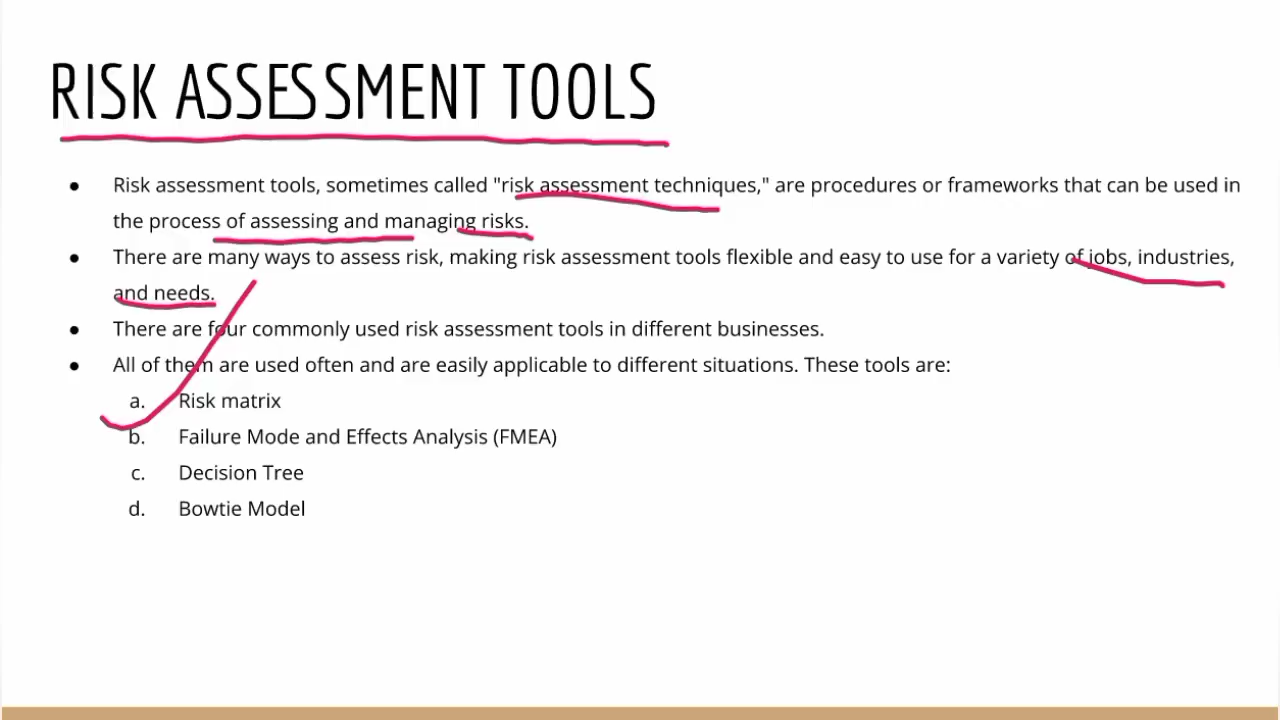 RISK ASSESSMENT TOOLS
● Risk assessment tools, sometimes called "risk assessment techniques," are procedures or frameworks that can be used in
the process of assessing and managing risks.
● There are many ways to assess risk, making risk assessment tools flexible and easy to use for a variety of jobs, industries,
and needs.
● There are four commonly used risk assessment tools in different businesses.
● All of them are used often and are easily applicable to different situations. These tools are:
a. Risk matrix
b. Failure Mode and Effects Analysis (FMEA)
c. Decision Tree
d. Bowtie Model